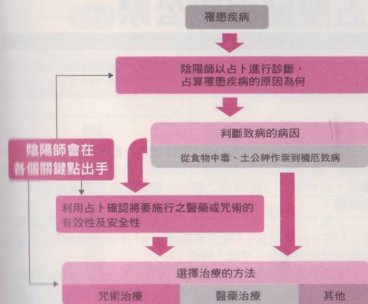 罹患疾病
陰陽師以占卜進行診斷，
占算罹患疾病的原因為何
陰陽師會在
各個關鍵點出手
判斷致病的病因
從食物中毒、土公神作祟到穢厄致病
利用占卜確認將要施行之醫藥或咒術的
有效性及安全性
選擇治療的方法
咒術治療
醫藥治療
其他